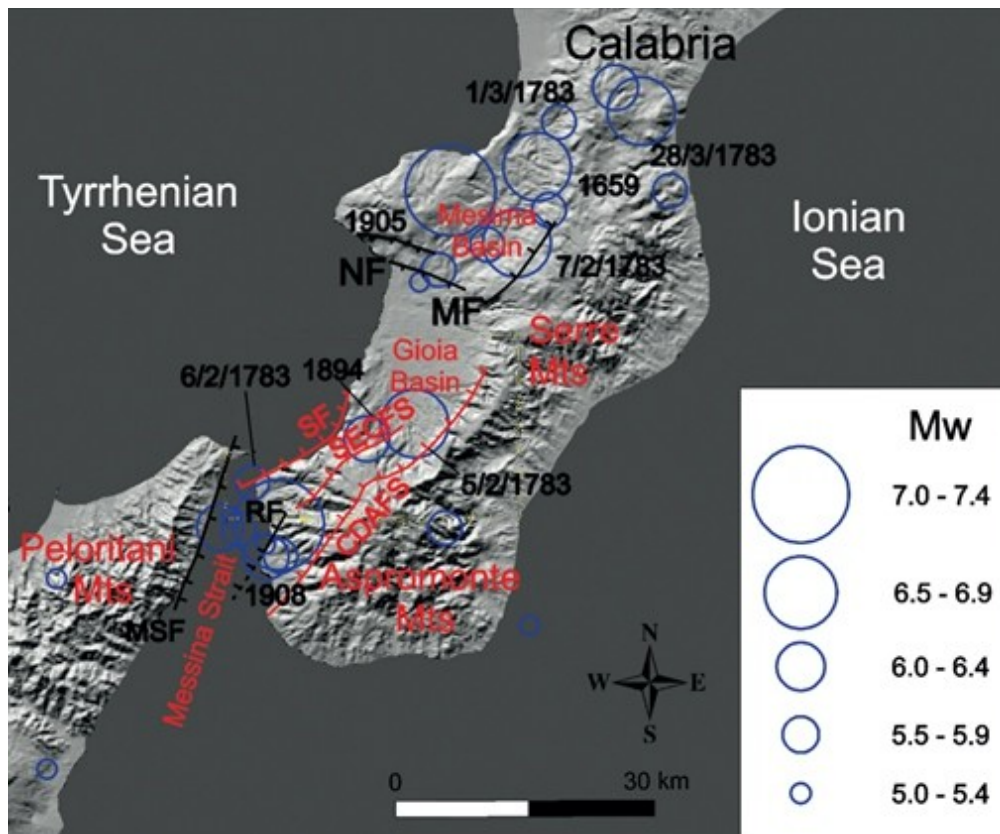 Calabria
1/3/1783
28/3/1783
Tyrrhenian
Sea
1659
Ionian
Sea
1905
Mesima
Basin
7/2/1783
NF
MF
Serre
Mts
Gioia
Basin
6/2/1783
1894
SF
SECFS
5/2/1783
CDAFS
RF
Peloritani
Mts
Aspromonte
Mts
1908
MSF
Messina Strait
N
W E
S
0 30 km
Mw
7.0 - 7.4
6.5 - 6.9
6.0 - 6.4
5.5 - 5.9
5.0 - 5.4